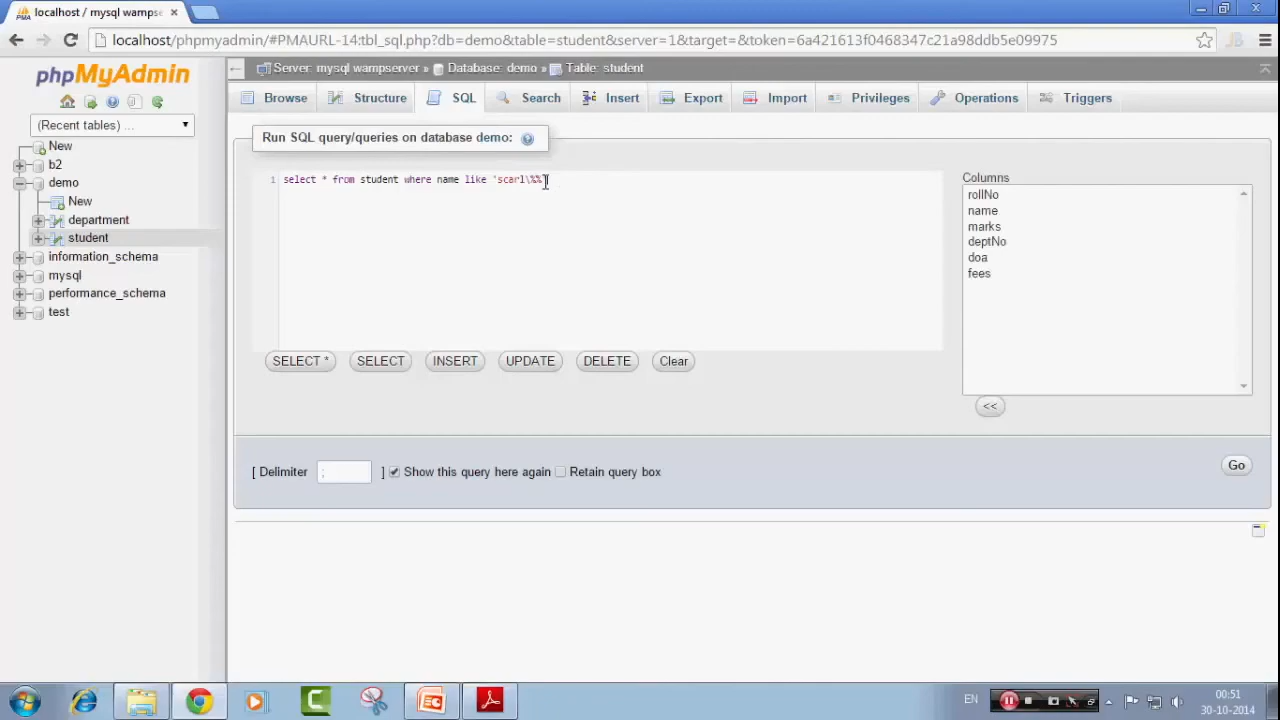 localhost / mysql wampse
localhost/phpmyadmin/#PMAURL-14:tbl_sql.php?db=demo&table=student&server=1&target=&token=6a421613f0468347c21a98ddb5e09975
phpMyAdmin
Server: mysql wampserver » Database: demo » Table: student
Browse Structure SQL Search Insert Export Import Privileges Operations Triggers
(Recent tables) ...
New
b2
demo
New
department
student
information_schema
mysql
performance_schema
test
Run SQL query/queries on database demo:
1 select * from student where name like 'scarl\%%'
Columns
rollNo
name
marks
deptNo
doa
fees
SELECT * SELECT INSERT UPDATE DELETE Clear
<<
[ Delimiter ; ] Show this query here again Retain query box
Go
EN
00:51
30-10-2014